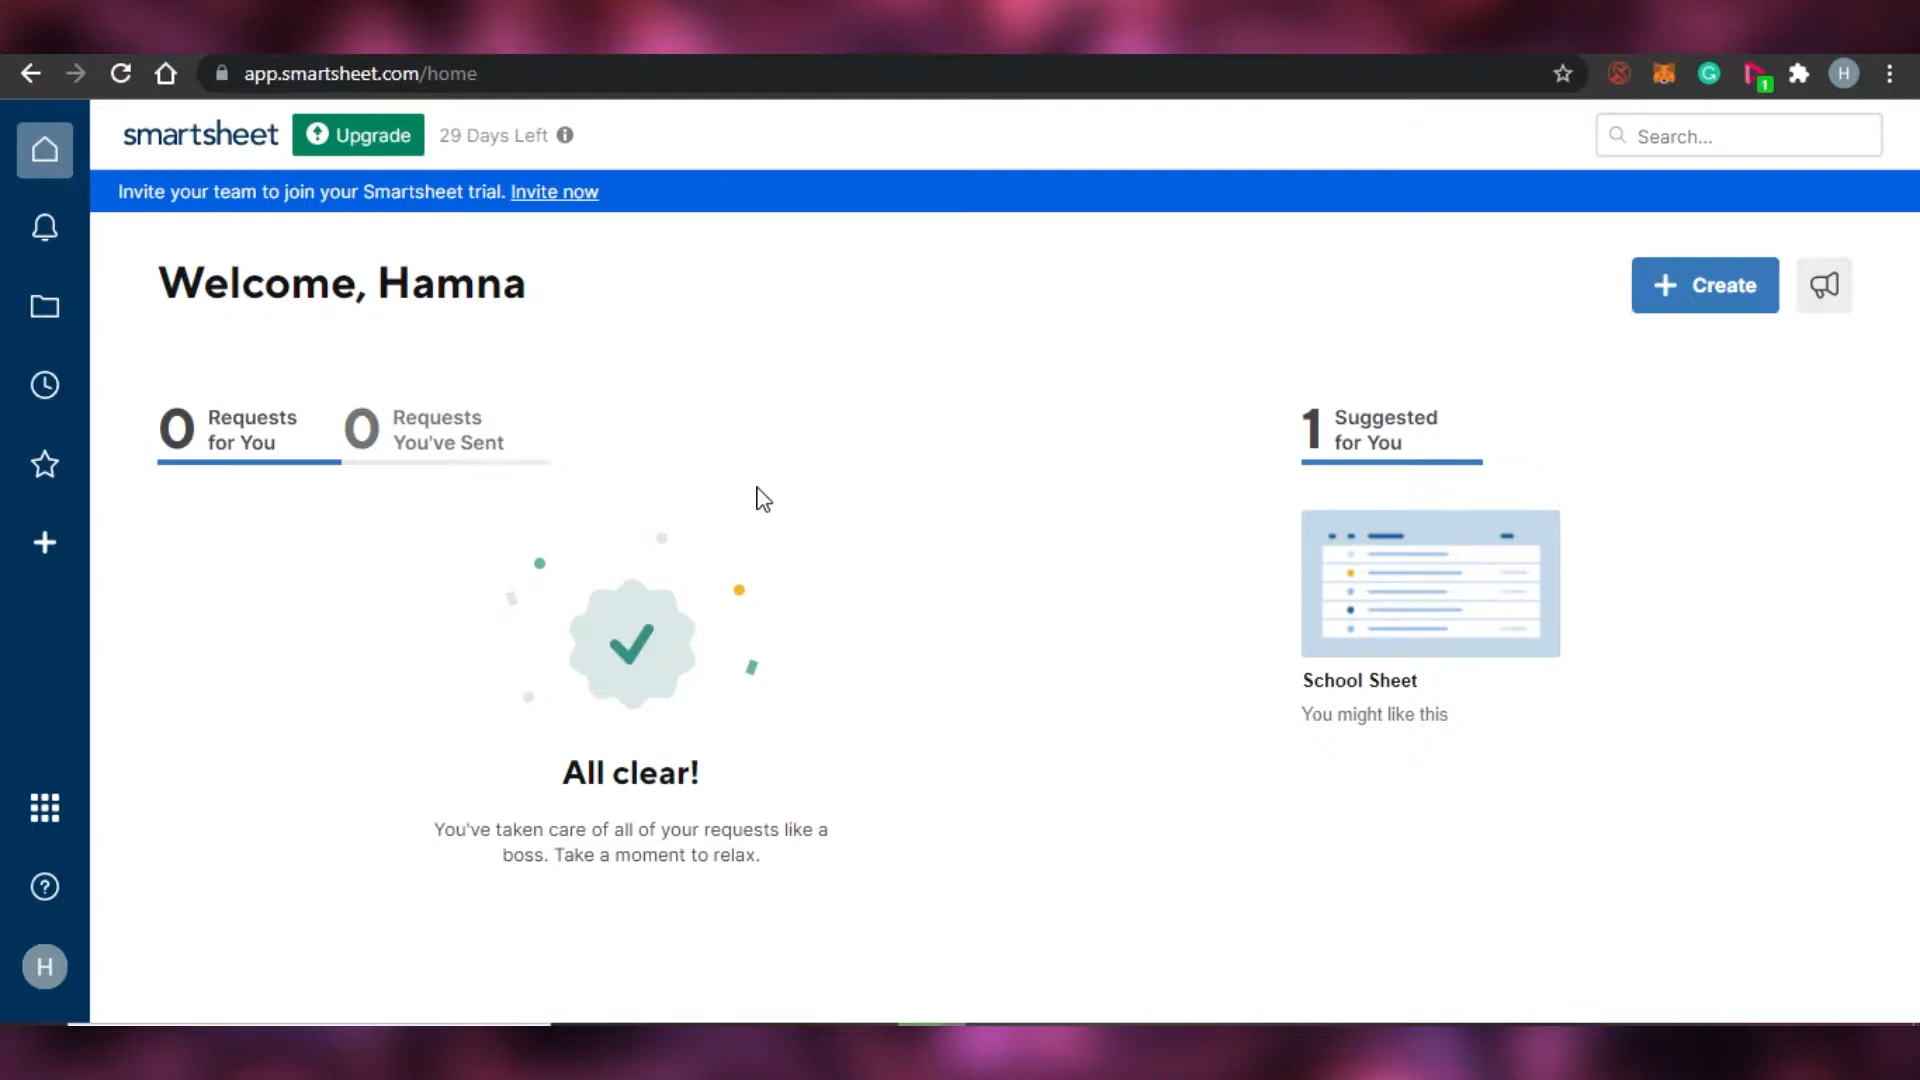 app.smartsheet.com/home
1
H
smartsheet
Upgrade
29 Days Left
Search...
Invite your team to join your Smartsheet trial. Invite now
Welcome, Hamna
Create
0 Requests for You
0 Requests You've Sent
1 Suggested for You
School Sheet
You might like this
All clear!
You've taken care of all of your requests like a
boss. Take a moment to relax.
H